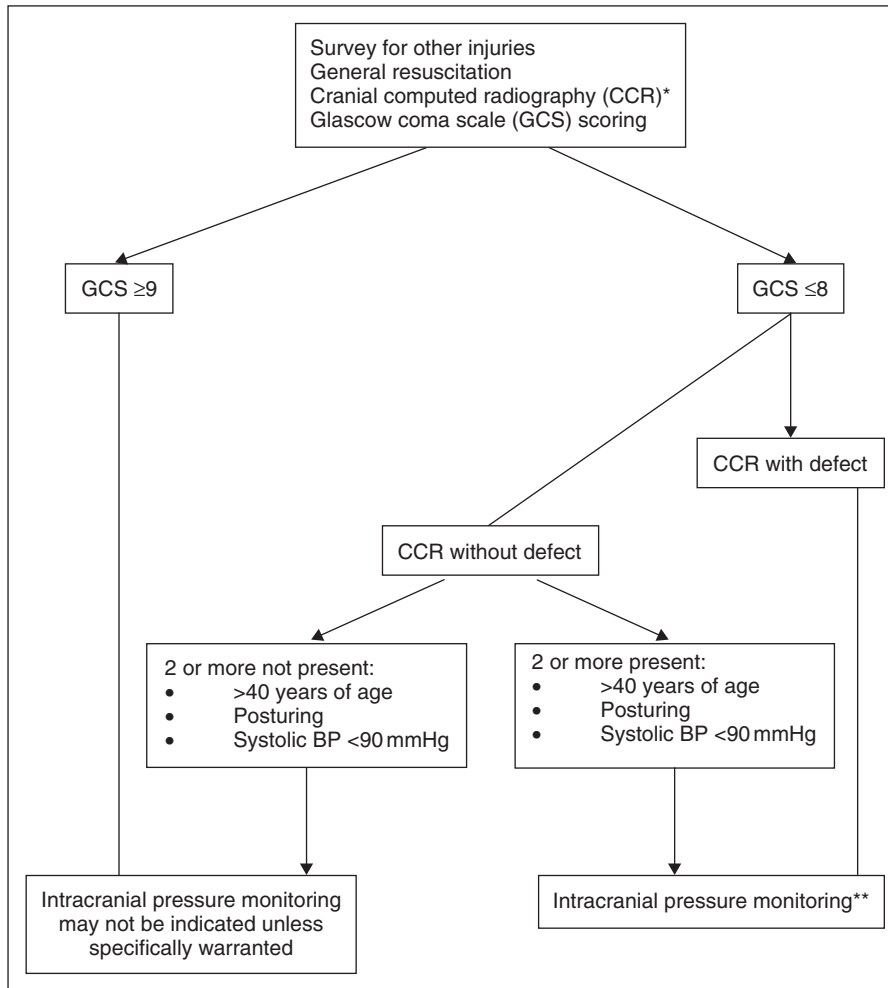 Survey for other injuries
General resuscitation
Cranial computed radiography (CCR)*
Glascow coma scale (GCS) scoring
GCS ≥9
GCS ≤8
CCR with defect
CCR without defect
2 or more not present:
• >40 years of age
• Posturing
• Systolic BP <90 mmHg
2 or more present:
• >40 years of age
• Posturing
• Systolic BP <90 mmHg
Intracranial pressure monitoring
may not be indicated unless
specifically warranted
Intracranial pressure monitoring**